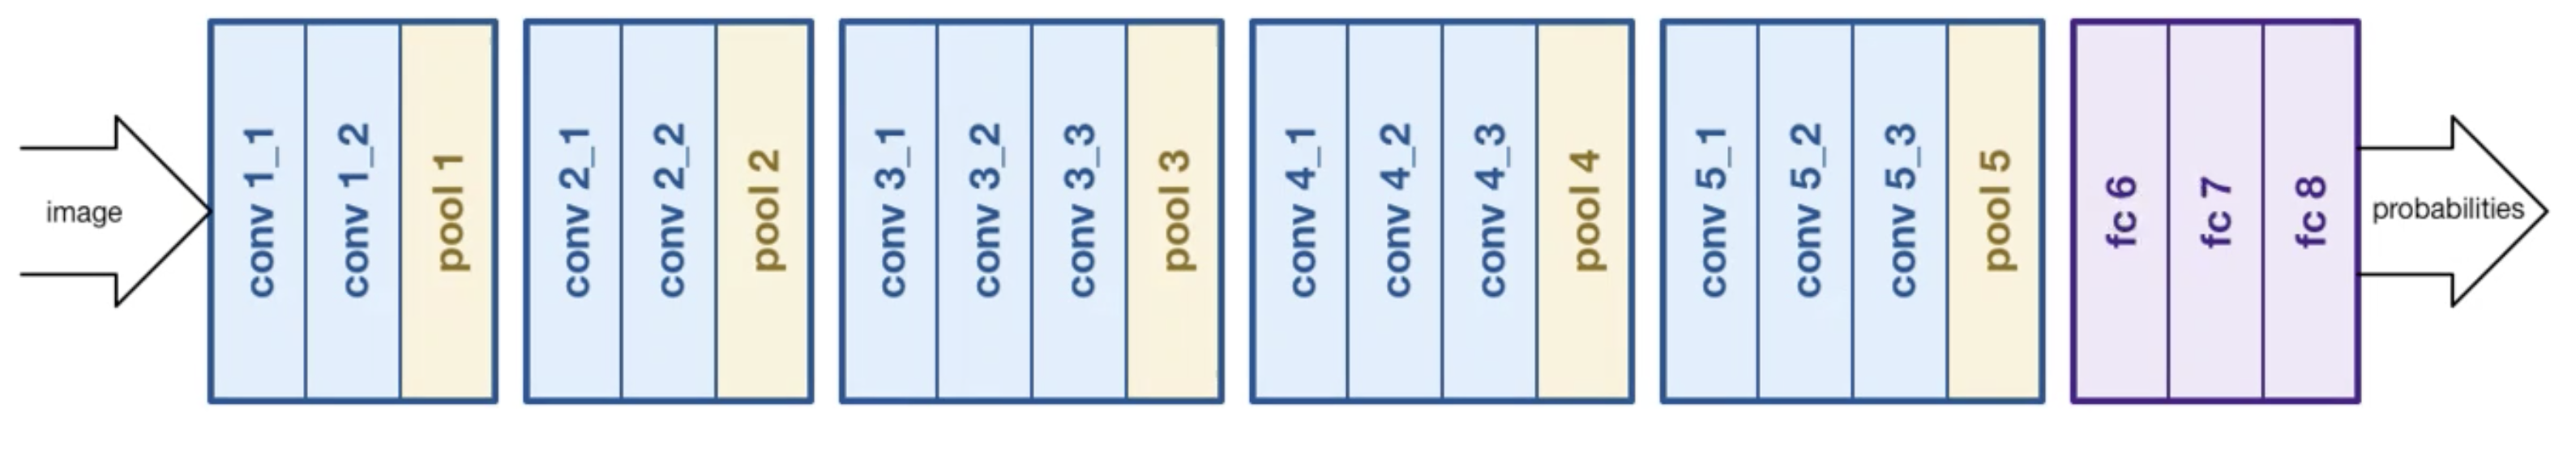 image
conv 1_1
conv 1_2
pool 1
conv 2_1
conv 2_2
pool 2
conv 3_1
conv 3_2
conv 3_3
pool 3
conv 4_1
conv 4_2
conv 4_3
pool 4
conv 5_1
conv 5_2
conv 5_3
pool 5
fc 6
fc 7
fc 8
probabilities